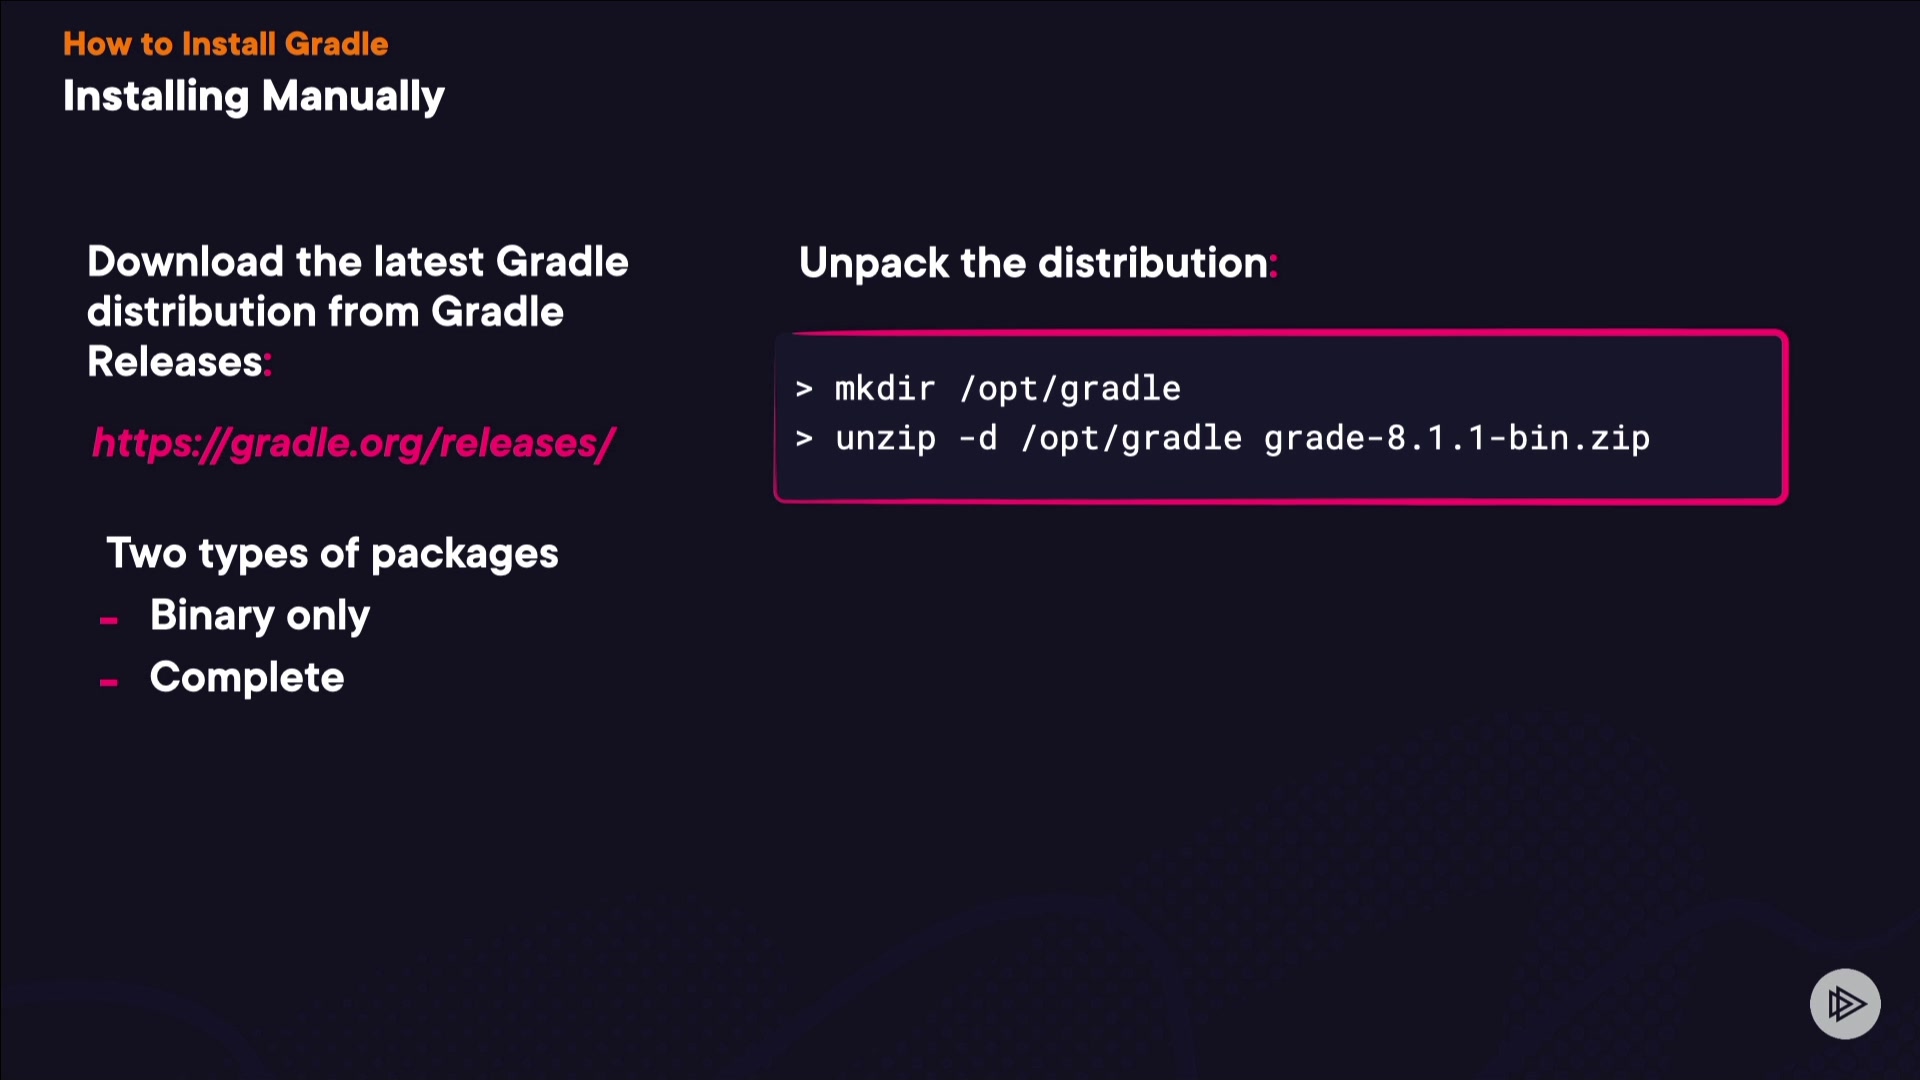 How to Install Gradle
Installing Manually
Download the latest Gradle
distribution from Gradle
Releases:
https://gradle.org/releases/
Two types of packages
- Binary only
- Complete
Unpack the distribution:
> mkdir /opt/gradle
> unzip -d /opt/gradle grade-8.1.1-bin.zip